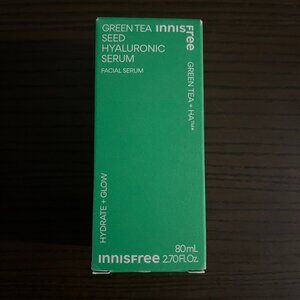 GREEN TEA INNISFree
SEED
HYALURONIC
SERUM
FACIAL SERUM
GREEN TEA + HA
HYDRATE + GLOW
80mL
INNISFree 2.70Fl.Oz.